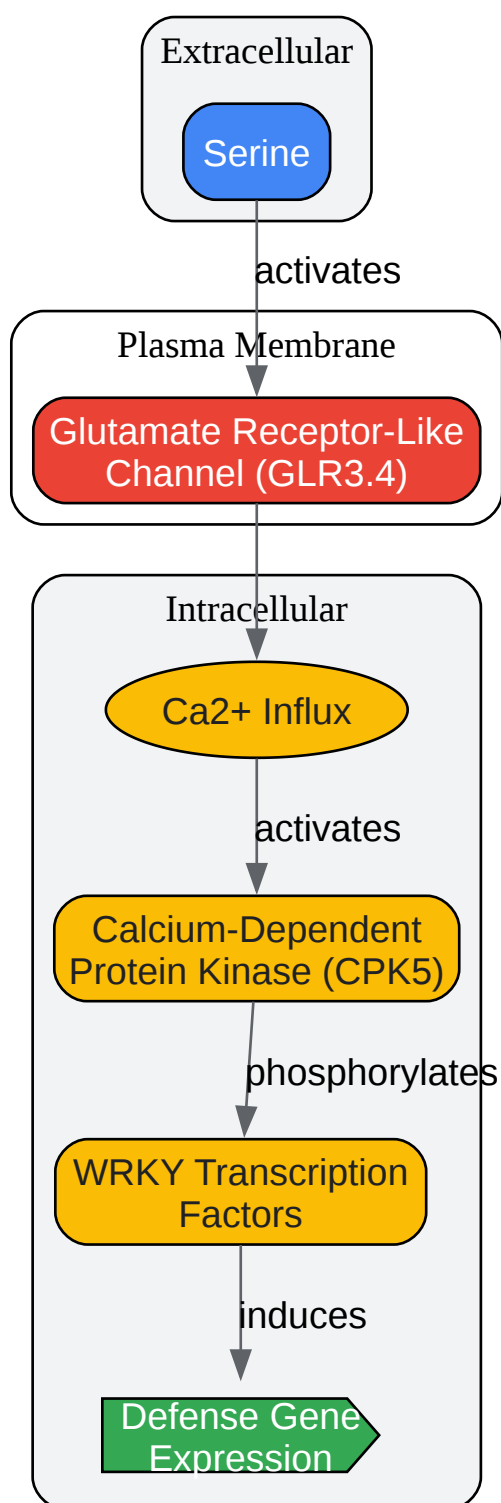 Extracellular
Serine
activates
Plasma Membrane
Glutamate Receptor-Like
Channel (GLR3.4)
Intracellular
Ca2+ Influx
activates
Calcium-Dependent
Protein Kinase (CPK5)
phosphorylates
WRKY Transcription
Factors
induces
Defense Gene
Expression